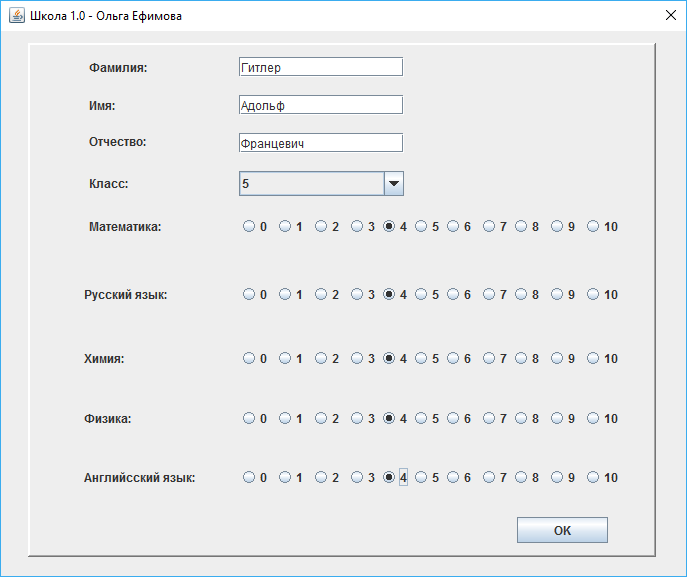 Школа 1.0 - Ольга Ефимова
Фамилия: Гитлер
Имя: Адольф
Отчество: Францевич
Класс: 5
Математика: 0 1 2 3 4 5 6 7 8 9 10
Русский язык: 0 1 2 3 4 5 6 7 8 9 10
Химия: 0 1 2 3 4 5 6 7 8 9 10
Физика: 0 1 2 3 4 5 6 7 8 9 10
Английсский язык: 0 1 2 3 4 5 6 7 8 9 10
OK